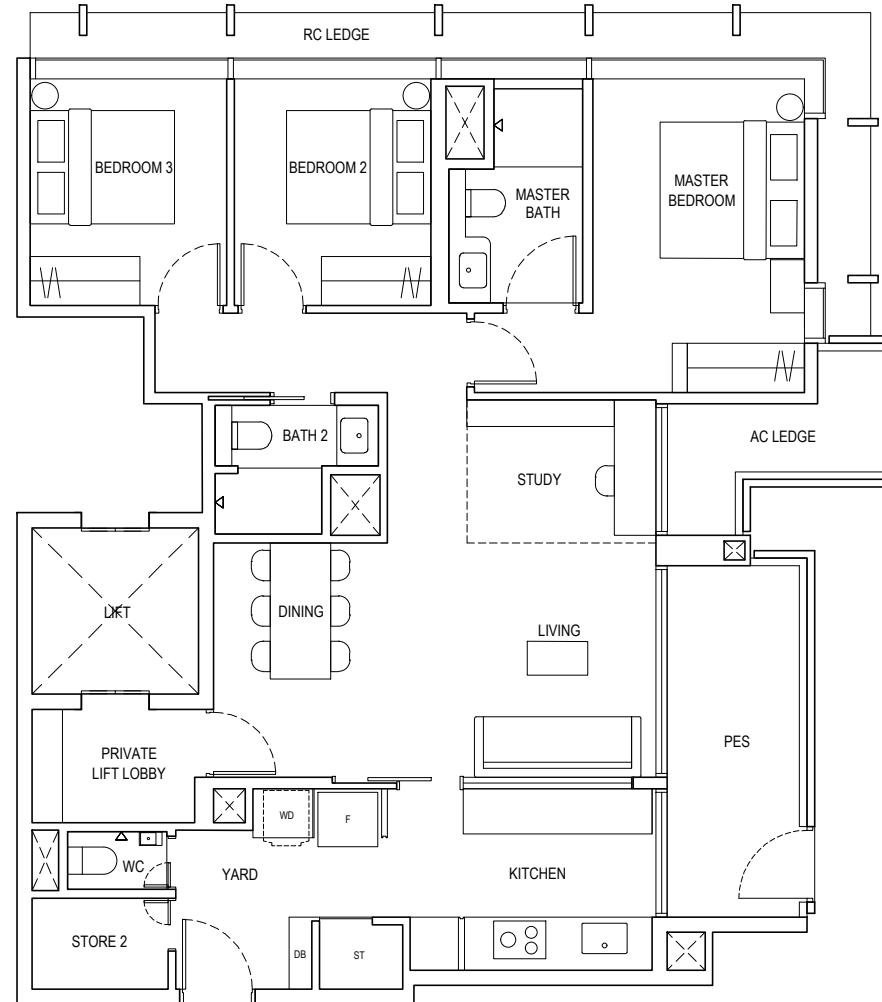 RC LEDGE
BEDROOM 3
BEDROOM 2
MASTER
BATH
MASTER
BEDROOM
BATH 2
STUDY
AC LEDGE
LIFT
DINING
LIVING
PRIVATE
LIFT LOBBY
PES
WD
F
WC
YARD
KITCHEN
STORE 2
DB
ST